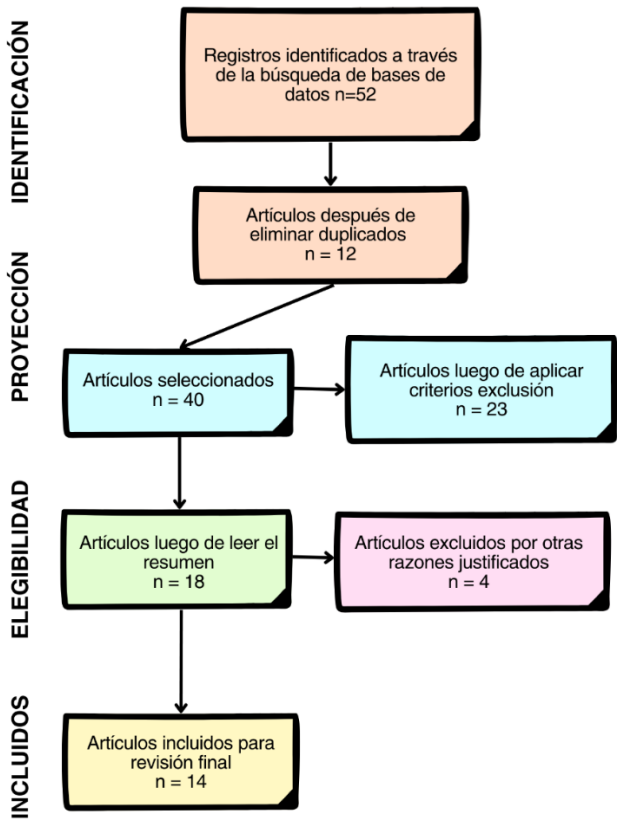 IDENTIFICACIÓN
Registros identificados a través
de la búsqueda de bases de
datos n=52
Artículos después de
eliminar duplicados
n = 12
PROYECCIÓN
Artículos seleccionados
n = 40
Artículos luego de aplicar
criterios exclusión
n = 23
ELEGIBILIDAD
Artículos luego de leer el
resumen
n = 18
Artículos excluidos por otras
razones justificados
n = 4
INCLUIDOS
Artículos incluidos para
revisión final
n = 14